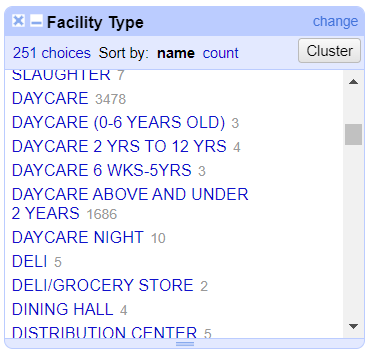 Facility Type change
251 choices Sort by: name count Cluster
SLAUGHTER 7
DAYCARE 3478
DAYCARE (0-6 YEARS OLD) 3
DAYCARE 2 YRS TO 12 YRS 4
DAYCARE 6 WKS-5YRS 3
DAYCARE ABOVE AND UNDER
2 YEARS 1686
DAYCARE NIGHT 10
DELI 5
DELI/GROCERY STORE 2
DINING HALL 4
DISTRIBUTION CENTER 5